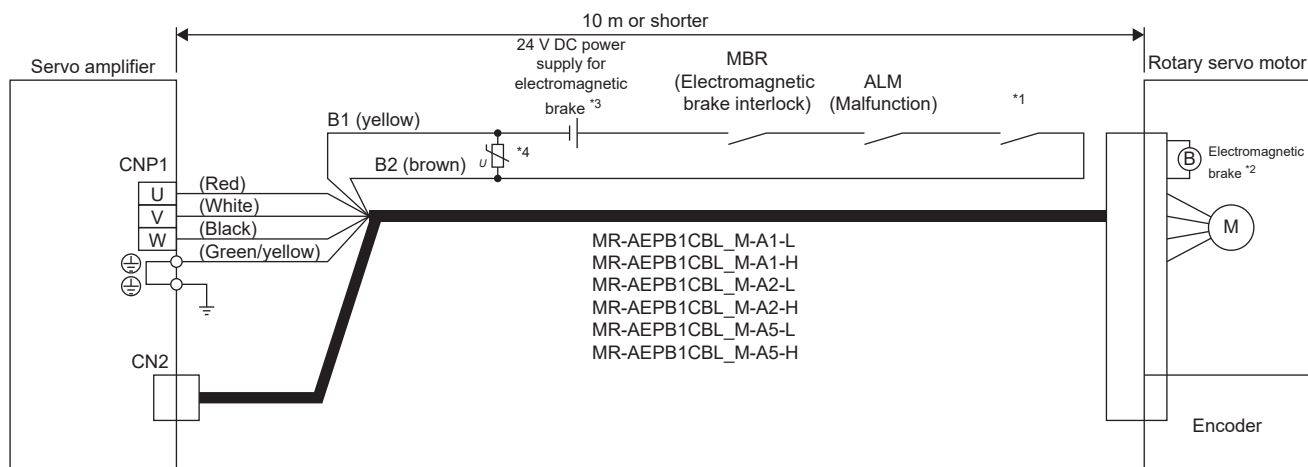 10 m or shorter
Servo amplifier
24 V DC power
supply for
electromagnetic
brake *3
MBR
(Electromagnetic
brake interlock)
ALM
(Malfunction)
*1
Rotary servo motor
B1 (yellow)
U
*4
B2 (brown)
B
Electromagnetic
brake *2
CNP1
U
(Red)
V
(White)
W
(Black)
(Green/yellow)
M
MR-AEPB1CBL_M-A1-L
MR-AEPB1CBL_M-A1-H
MR-AEPB1CBL_M-A2-L
MR-AEPB1CBL_M-A2-H
MR-AEPB1CBL_M-A5-L
MR-AEPB1CBL_M-A5-H
CN2
Encoder